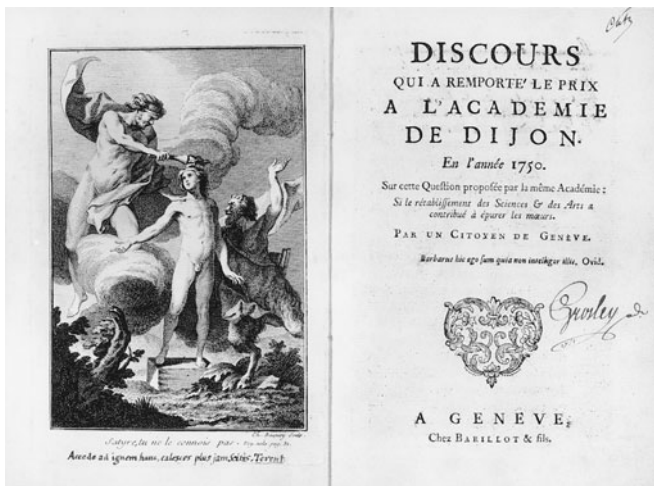 Satyre, tu ne le connois pas.
Accede ad ignem hunc, calesces plus jam satis. Terent
DISCOURS
QUI A REMPORTÉ LE PRIX
A L'ACADEMIE
DE DIJON.
En l'année 1750.
Sur cette Question proposée par la même Académie:
Si le rétablissement des Sciences & des Arts a
contribué à épurer les mœurs.
PAR UN CITOYEN DE GENÈVE.
Barbarus hic ego sum quia non intelligor illis. Ovid.
Grosley
A GENEVE,
Chez BARILLOT & fils.